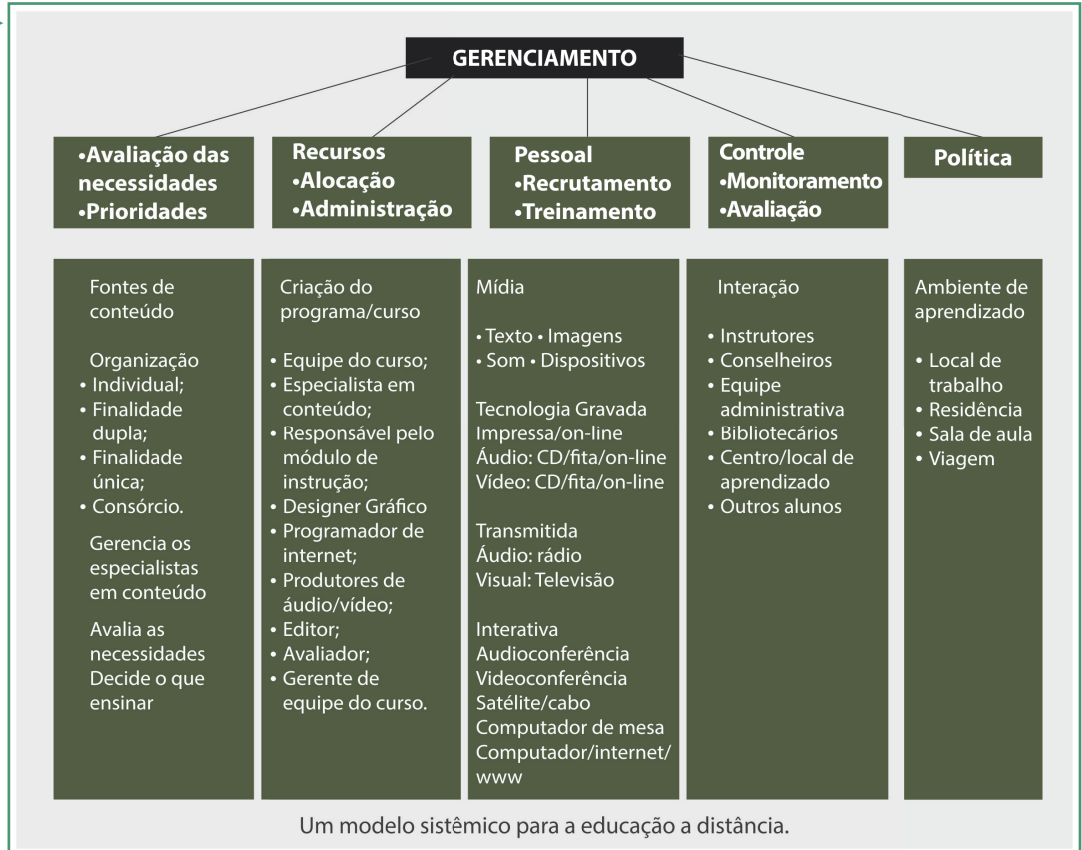 GERENCIAMENTO
•Avaliação das
necessidades
•Prioridades
Recursos
•Alocação
•Administração
Pessoal
•Recrutamento
•Treinamento
Controle
•Monitoramento
•Avaliação
Política
Fontes de
conteúdo
Organização
• Individual;
• Finalidade
dupla;
• Finalidade
única;
• Consórcio.
Gerencia os
especialistas
em conteúdo
Avalia as
necessidades
Decide o que
ensinar
Criação do
programa/curso
• Equipe do curso;
• Especialista em
conteúdo;
• Responsável pelo
módulo de
instrução;
• Designer Gráfico
• Programador de
internet;
• Produtores de
áudio/vídeo;
• Editor;
• Avaliador;
• Gerente de
equipe do curso.
Mídia
• Texto • Imagens
• Som • Dispositivos
Tecnologia Gravada
Impressa/on-line
Áudio: CD/fita/on-line
Vídeo: CD/fita/on-line
Transmitida
Áudio: rádio
Visual: Televisão
Interativa
Audioconferência
Videoconferência
Satélite/cabo
Computador de mesa
Computador/internet/
www
Interação
• Instrutores
• Conselheiros
• Equipe
administrativa
• Bibliotecários
• Centro/local de
aprendizado
• Outros alunos
Ambiente de
aprendizado
• Local de
trabalho
• Residência
• Sala de aula
• Viagem
Um modelo sistêmico para a educação a distância.